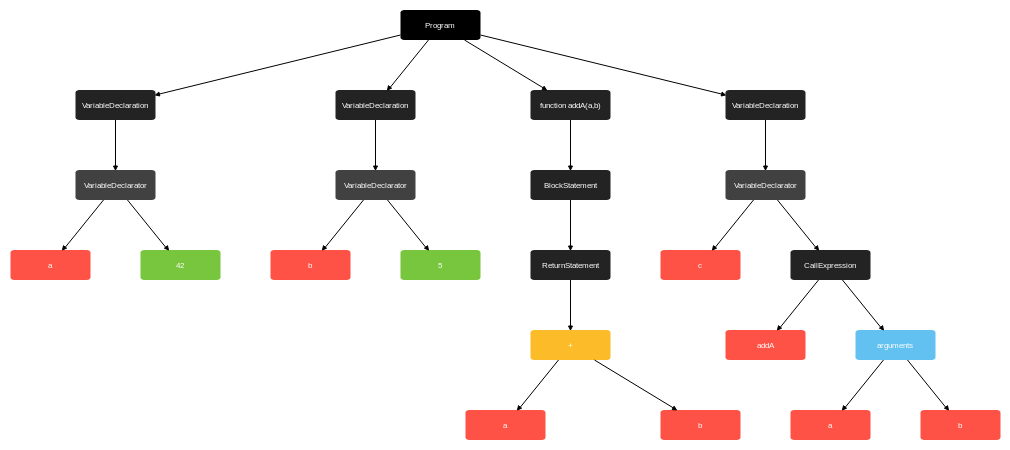 Program
VariableDeclaration
VariableDeclaration
function addA(a,b)
VariableDeclaration
VariableDeclarator
VariableDeclarator
BlockStatement
VariableDeclarator
a
42
b
5
ReturnStatement
c
CallExpression
+
addA
arguments
a
b
a
b